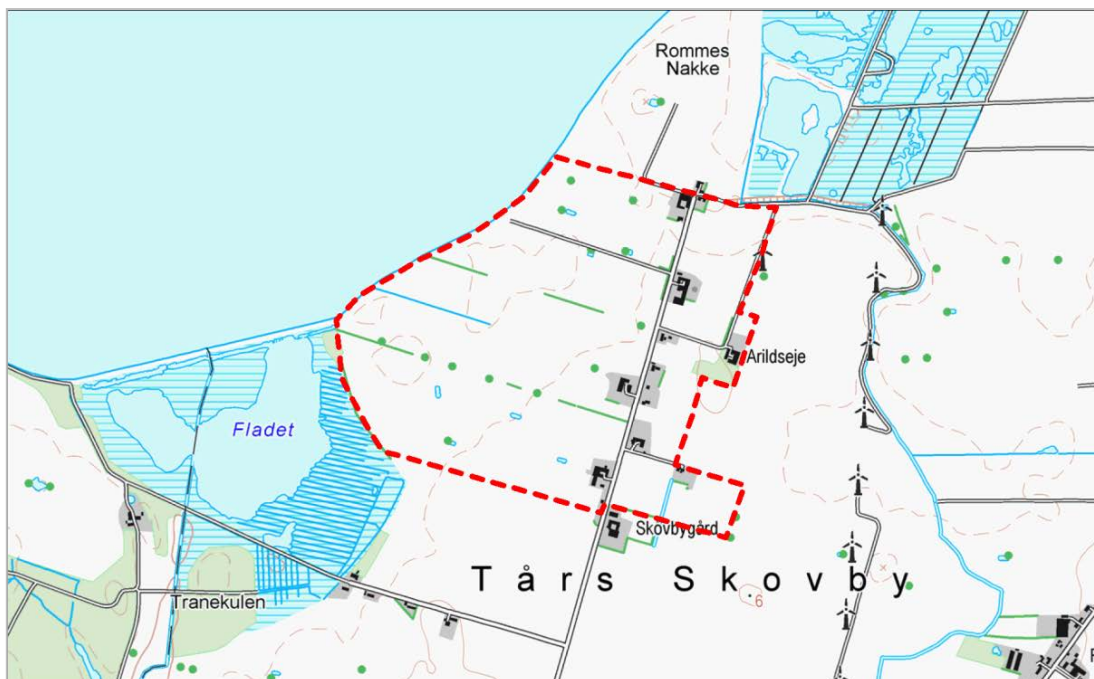 Rommes
Nakke
Arildseje
Fladet
Skovbygård
Tårs Skovby
Tranekulen
6